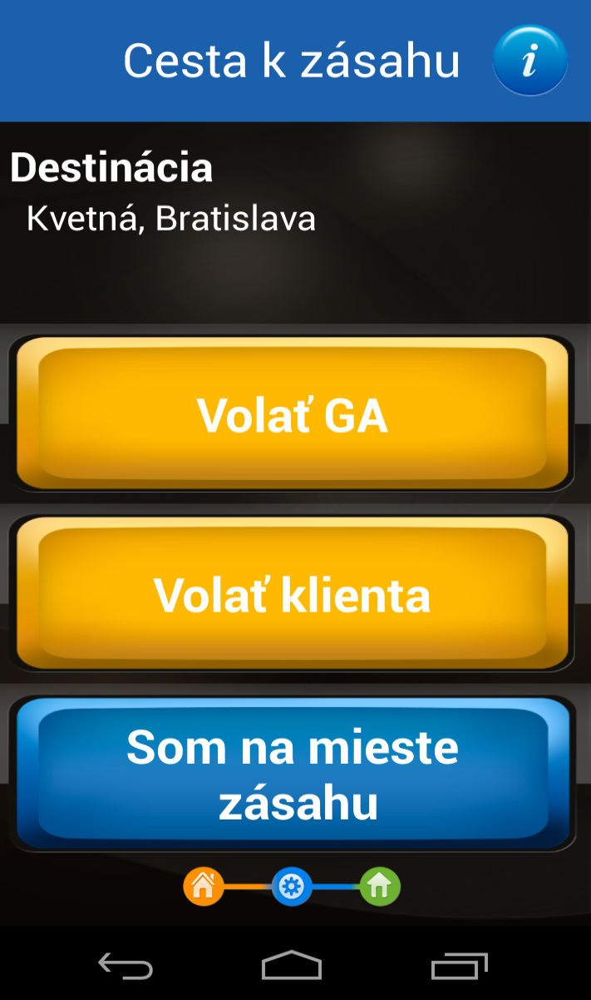 Cesta k zásahu
i
Destinácia
Kvetná, Bratislava
Volať GA
Volať klienta
Som na mieste
zásahu